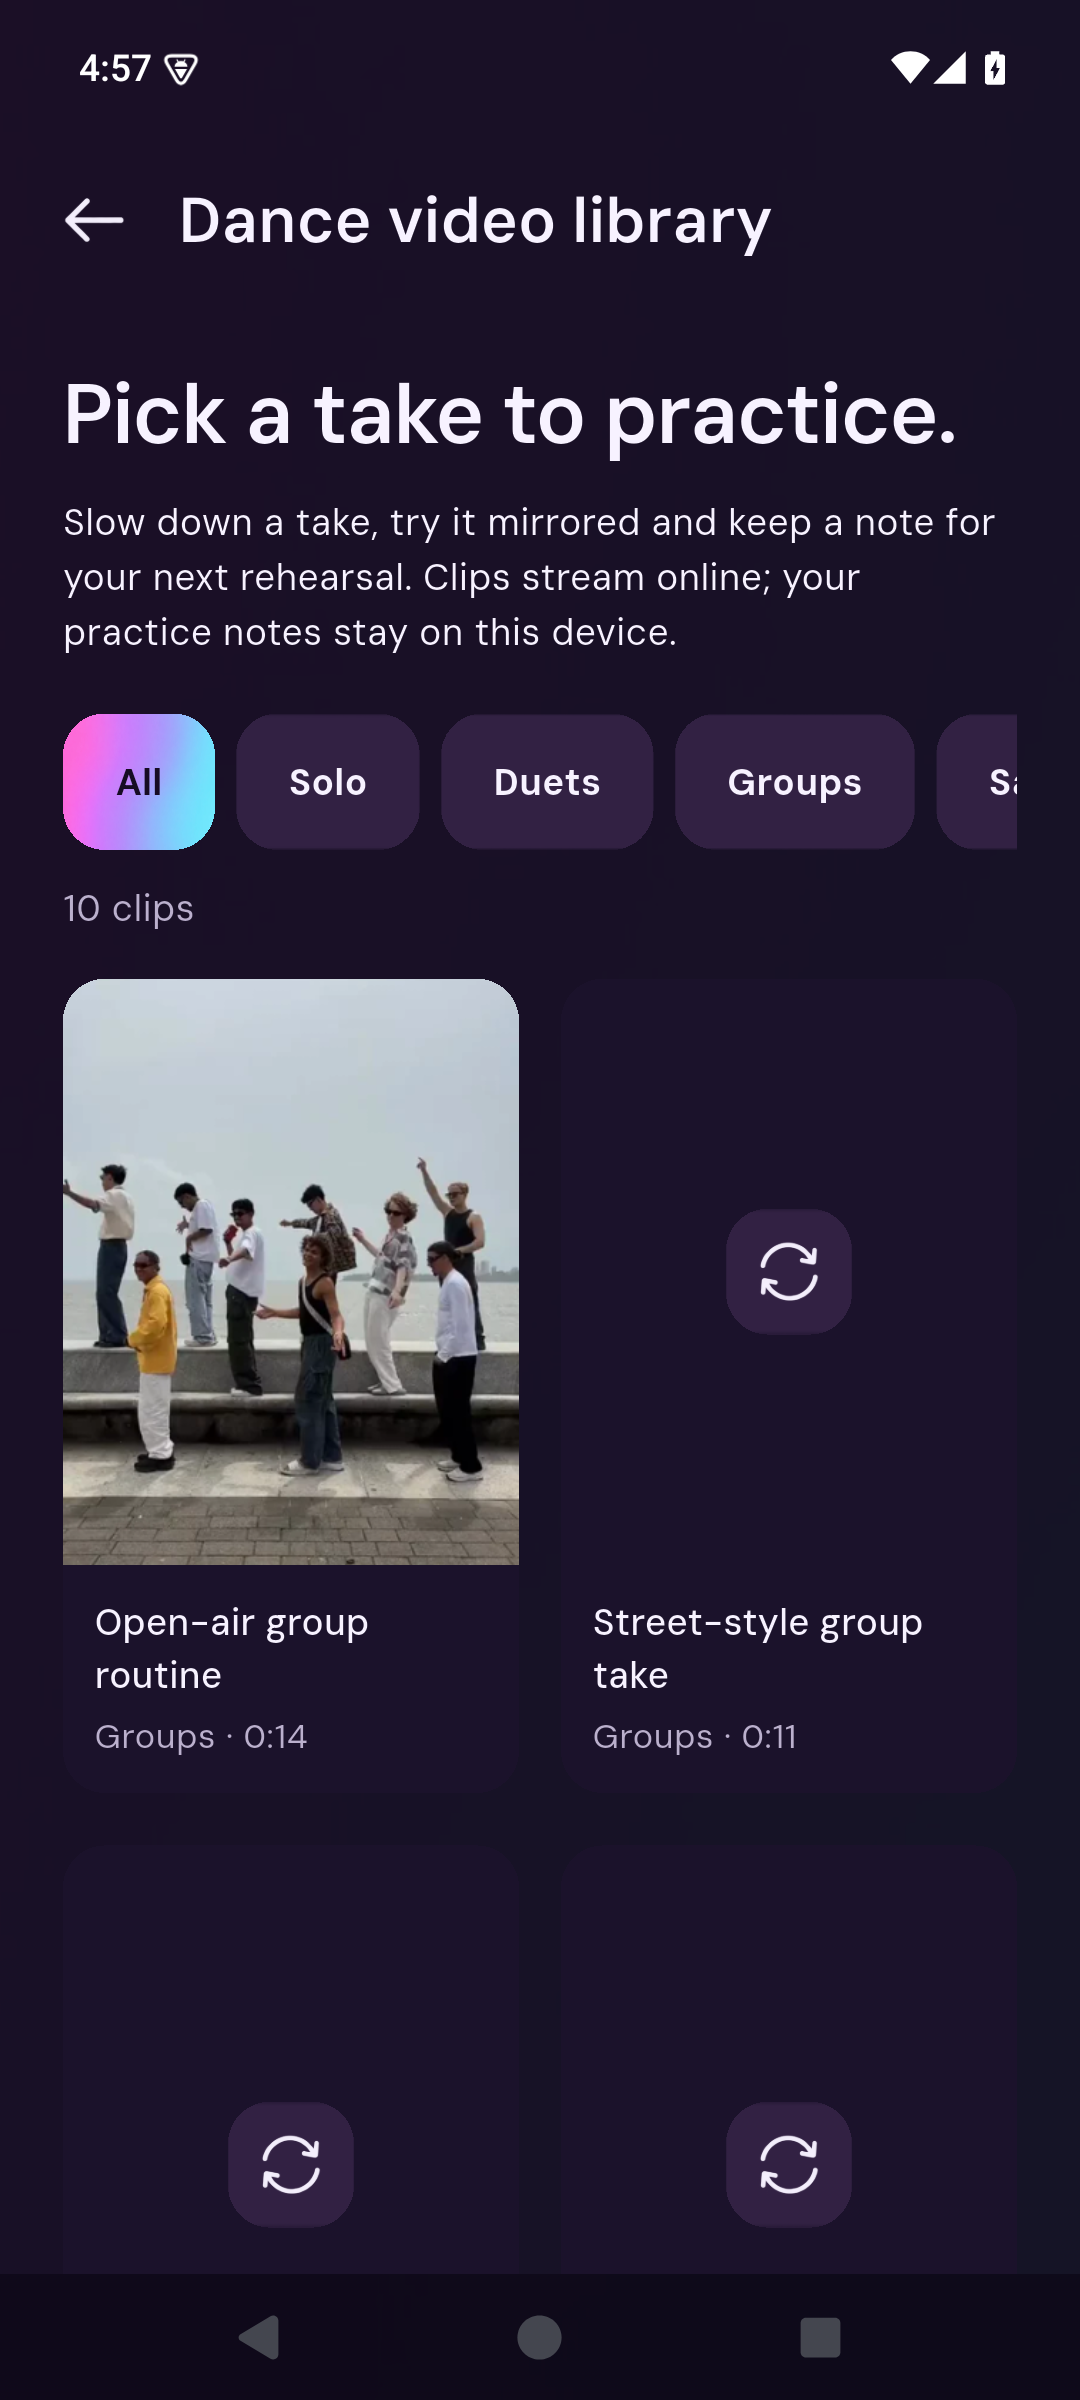 4:57
Dance video library
Pick a take to practice.
Slow down a take, try it mirrored and keep a note for
your next rehearsal. Clips stream online; your
practice notes stay on this device.
All
Solo
Duets
Groups
10 clips
Open-air group
routine
Groups · 0:14
Street-style group
take
Groups · 0:11